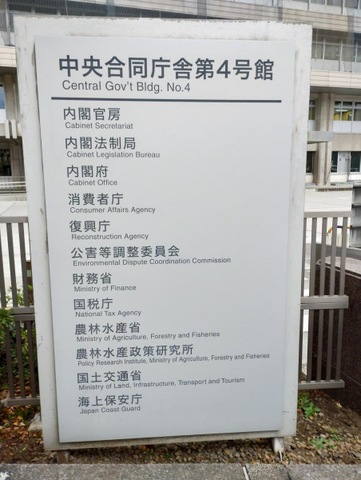 中央合同庁舎第4号館
Central Gov't Bldg. No.4
内閣官房
Cabinet Secretariat
内閣法制局
Cabinet Legislation Bureau
内閣府
Cabinet Office
消費者庁
Consumer Affairs Agency
復興庁
Reconstruction Agency
公害等調整委員会
Environmental Dispute Coordination Commission
財務省
Ministry of Finance
国税庁
National Tax Agency
農林水産省
Ministry of Agriculture, Forestry and Fisheries
農林水産政策研究所
Policy Research Institute, Ministry of Agriculture, Forestry and Fisheries
国土交通省
Ministry of Land, Infrastructure, Transport and Tourism
海上保安庁
Japan Coast Guard